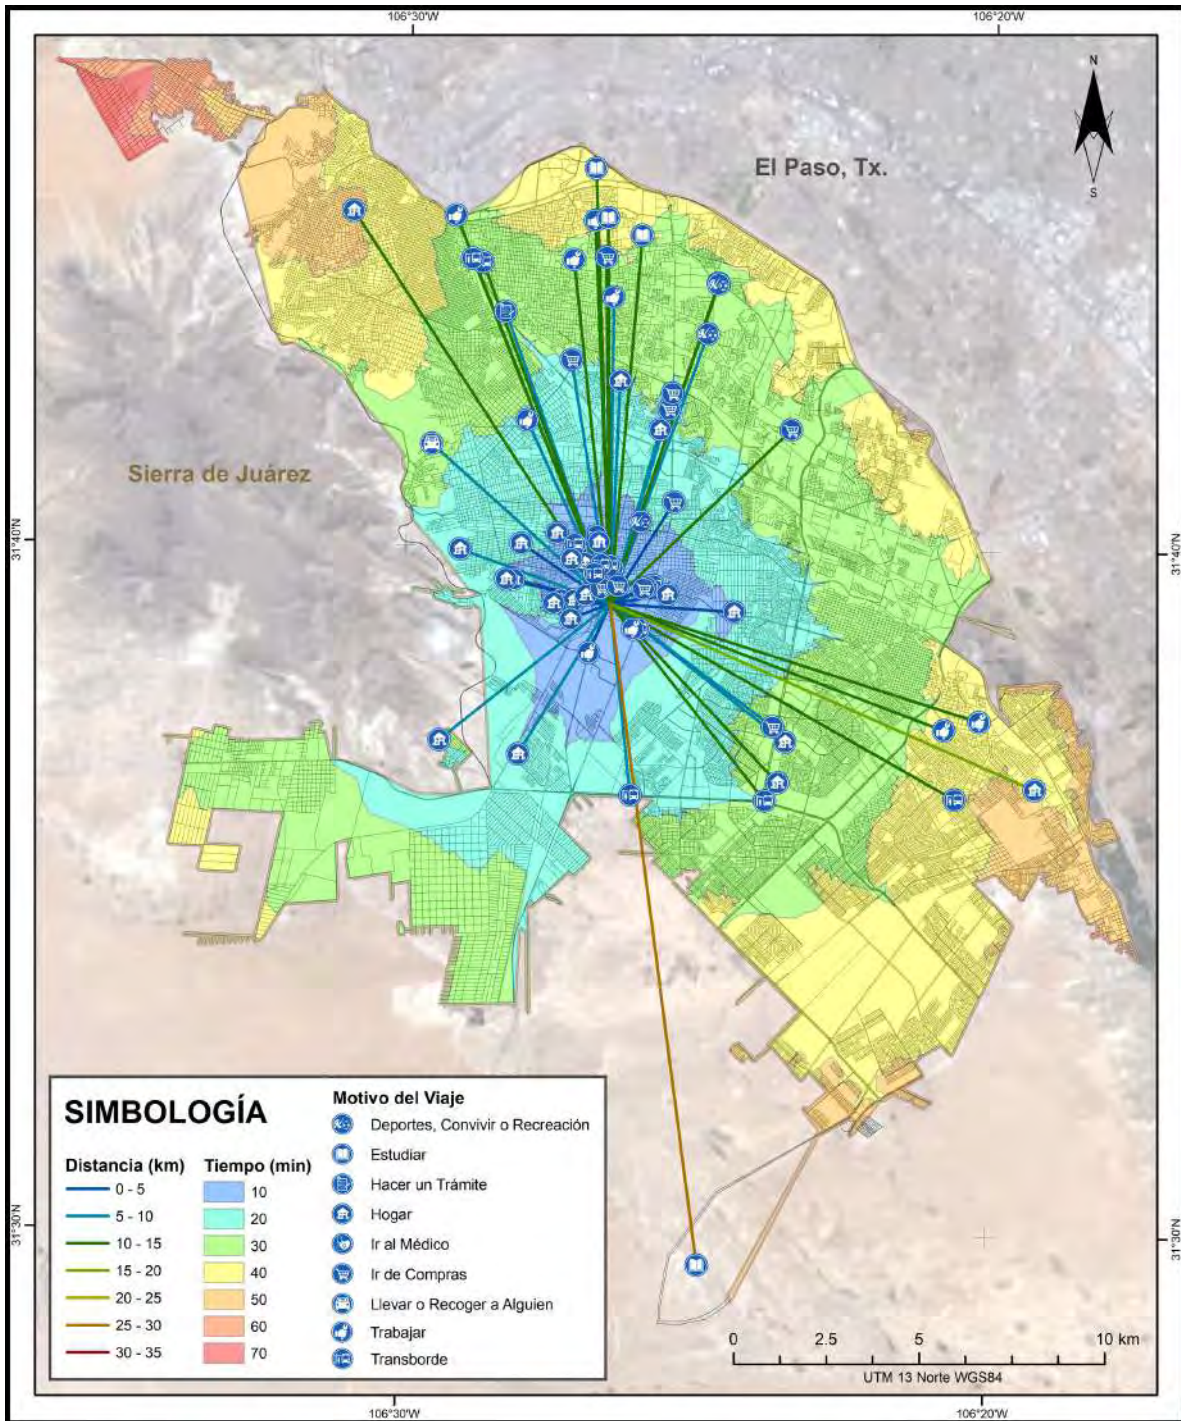 106°30'W
106°20'W
N
S
El Paso, Tx.
Sierra de Juárez
31°40'N
31°40'N
SIMBOLOGÍA
Distancia (km)
0 - 5
5 - 10
10 - 15
15 - 20
20 - 25
25 - 30
30 - 35
Tiempo (min)
10
20
30
40
50
60
70
Motivo del Viaje
Deportes, Convivir o Recreación
Estudiar
Hacer un Trámite
Hogar
Ir al Médico
Ir de Compras
Llevar o Recoger a Alguien
Trabajar
Transborde
31°30'N
31°30'N
0 2.5 5 10 km
UTM 13 Norte WGS84
106°30'W
106°20'W